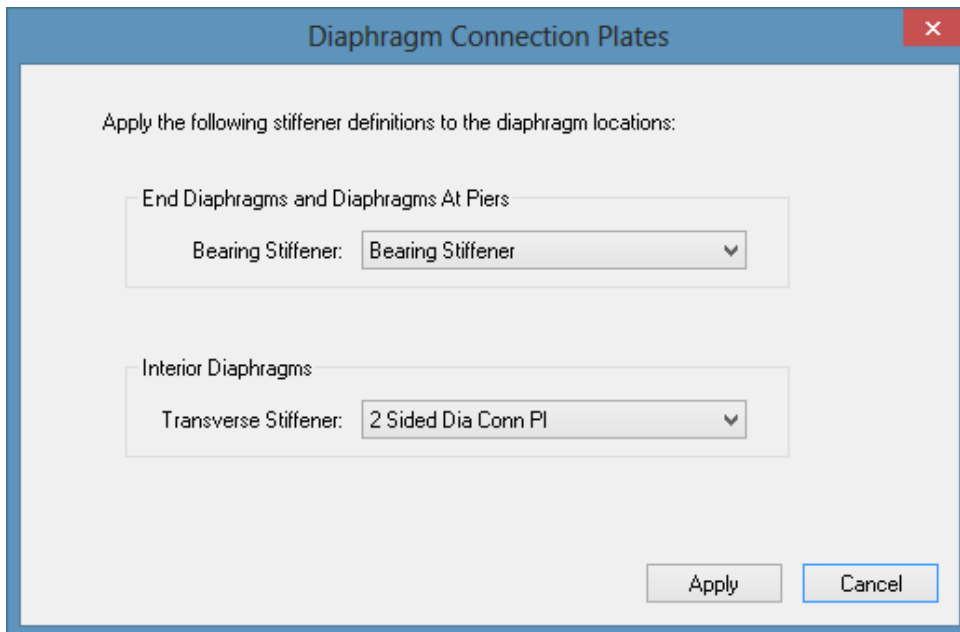 Diaphragm Connection Plates
Apply the following stiffener definitions to the diaphragm locations:
End Diaphragms and Diaphragms At Piers
Bearing Stiffener: Bearing Stiffener
Interior Diaphragms
Transverse Stiffener: 2 Sided Dia Conn Pl
Apply Cancel